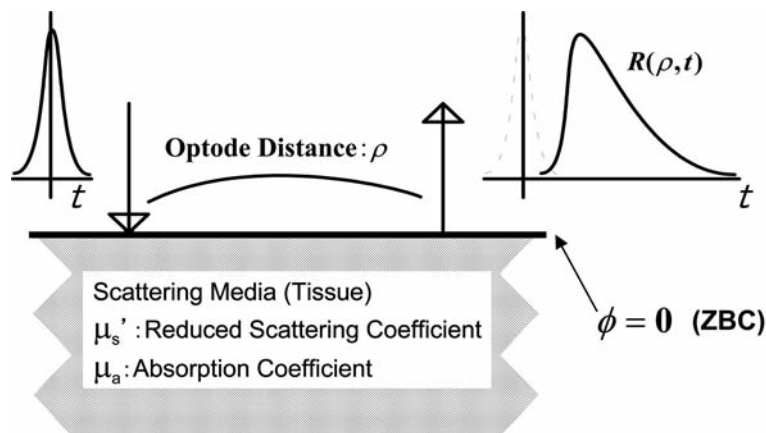 R(ρ,t)
Optode Distance: ρ
t
t
Scattering Media (Tissue)
μs' : Reduced Scattering Coefficient
μa : Absorption Coefficient
ϕ = 0 (ZBC)